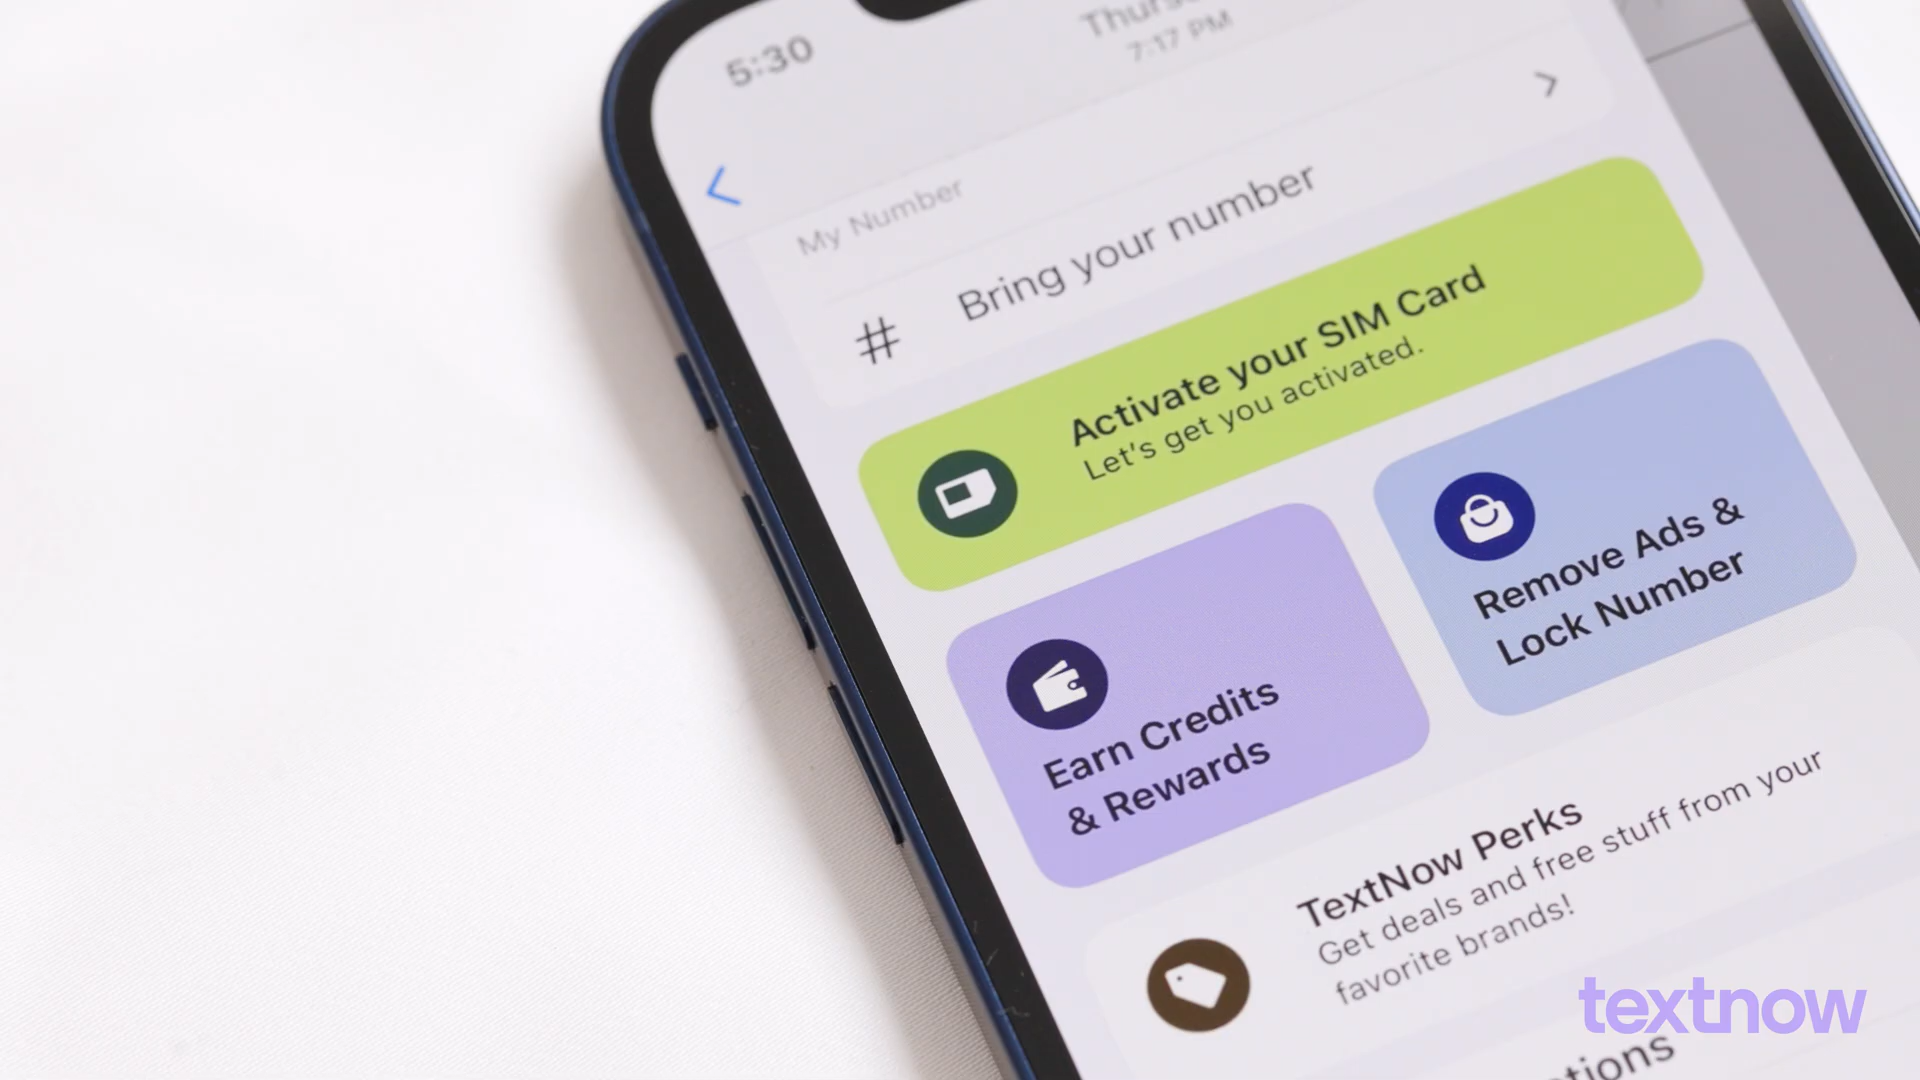 5:30
7:17 PM
My Number
# Bring your number
Activate your SIM Card
Let's get you activated.
Remove Ads &
Lock Number
Earn Credits
& Rewards
TextNow Perks
Get deals and free stuff from your
favorite brands!
textnow